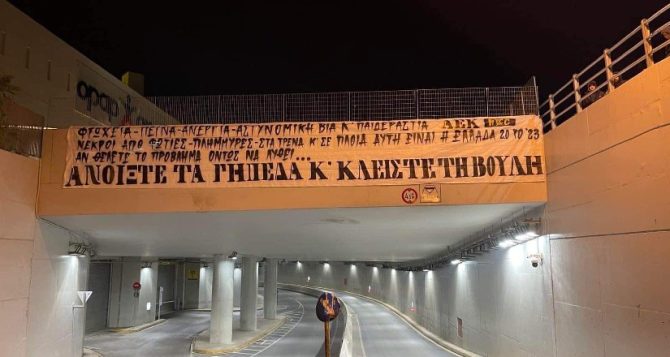 opap
ΦΤΩΧΕΙΑ-ΠΕΙΝΑ-ΑΝΕΡΓΙΑ-ΑΣΤΥΝΟΜΙΚΗ ΒΙΑ Κ' ΠΑΙΔΕΡΑΣΤΙΑ ΑΕΚ
ΝΕΚΡΟΙ ΑΠΟ ΦΩΤΙΕΣ-ΠΛΗΜΜΥΡΕΣ-ΣΤΑ ΤΡΕΝΑ Κ' ΣΕ ΠΛΟΙΑ ΑΥΤΗ ΕΙΝΑΙ Η ΕΛΛΑΔΑ ΤΟ '23
ΑΝ ΘΕΛΕΤΕ ΤΟ ΠΡΟΒΛΗΜΑ ΟΝΤΩΣ ΝΑ ΛΥΘΕΙ...
ΑΝΟΙΞΤΕ ΤΑ ΓΗΠΕΔΑ Κ' ΚΛΕΙΣΤΕ ΤΗ ΒΟΥΛΗ